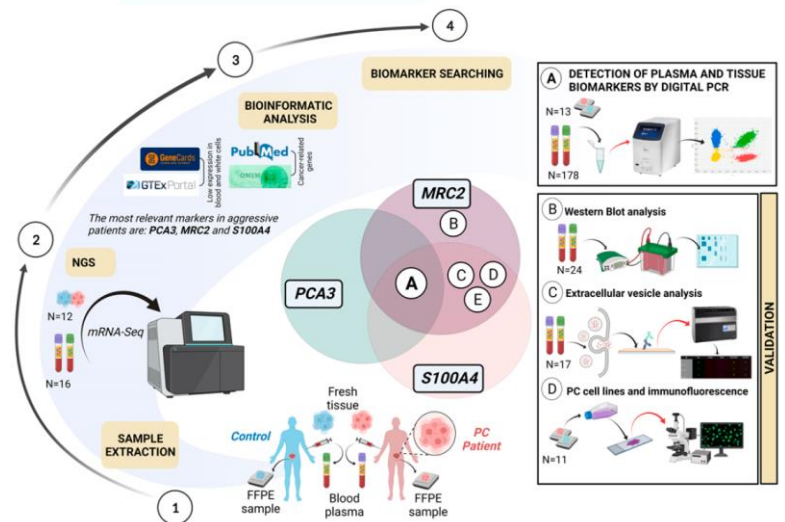 4
3
BIOMARKER SEARCHING
BIOINFORMATIC
ANALYSIS
GeneCards
GTExPortal
Low expression in
blood and white cells
PubMed
OMIM
Cancer-related
genes
The most relevant markers in aggressive
patients are: PCA3, MRC2 and S100A4
2
NGS
N=12
mRNA-Seq
N=16
MRC2
B
PCA3
A
C
D
E
S100A4
SAMPLE
EXTRACTION
1
Fresh
tissue
Control
PC
Patient
FFPE
sample
Blood
plasma
FFPE
sample
A
DETECTION OF PLASMA AND TISSUE
BIOMARKERS BY DIGITAL PCR
N=13
N=178
B
Western Blot analysis
N=24
C
Extracellular vesicle analysis
N=17
D
PC cell lines and immunofluorescence
N=11
VALIDATION